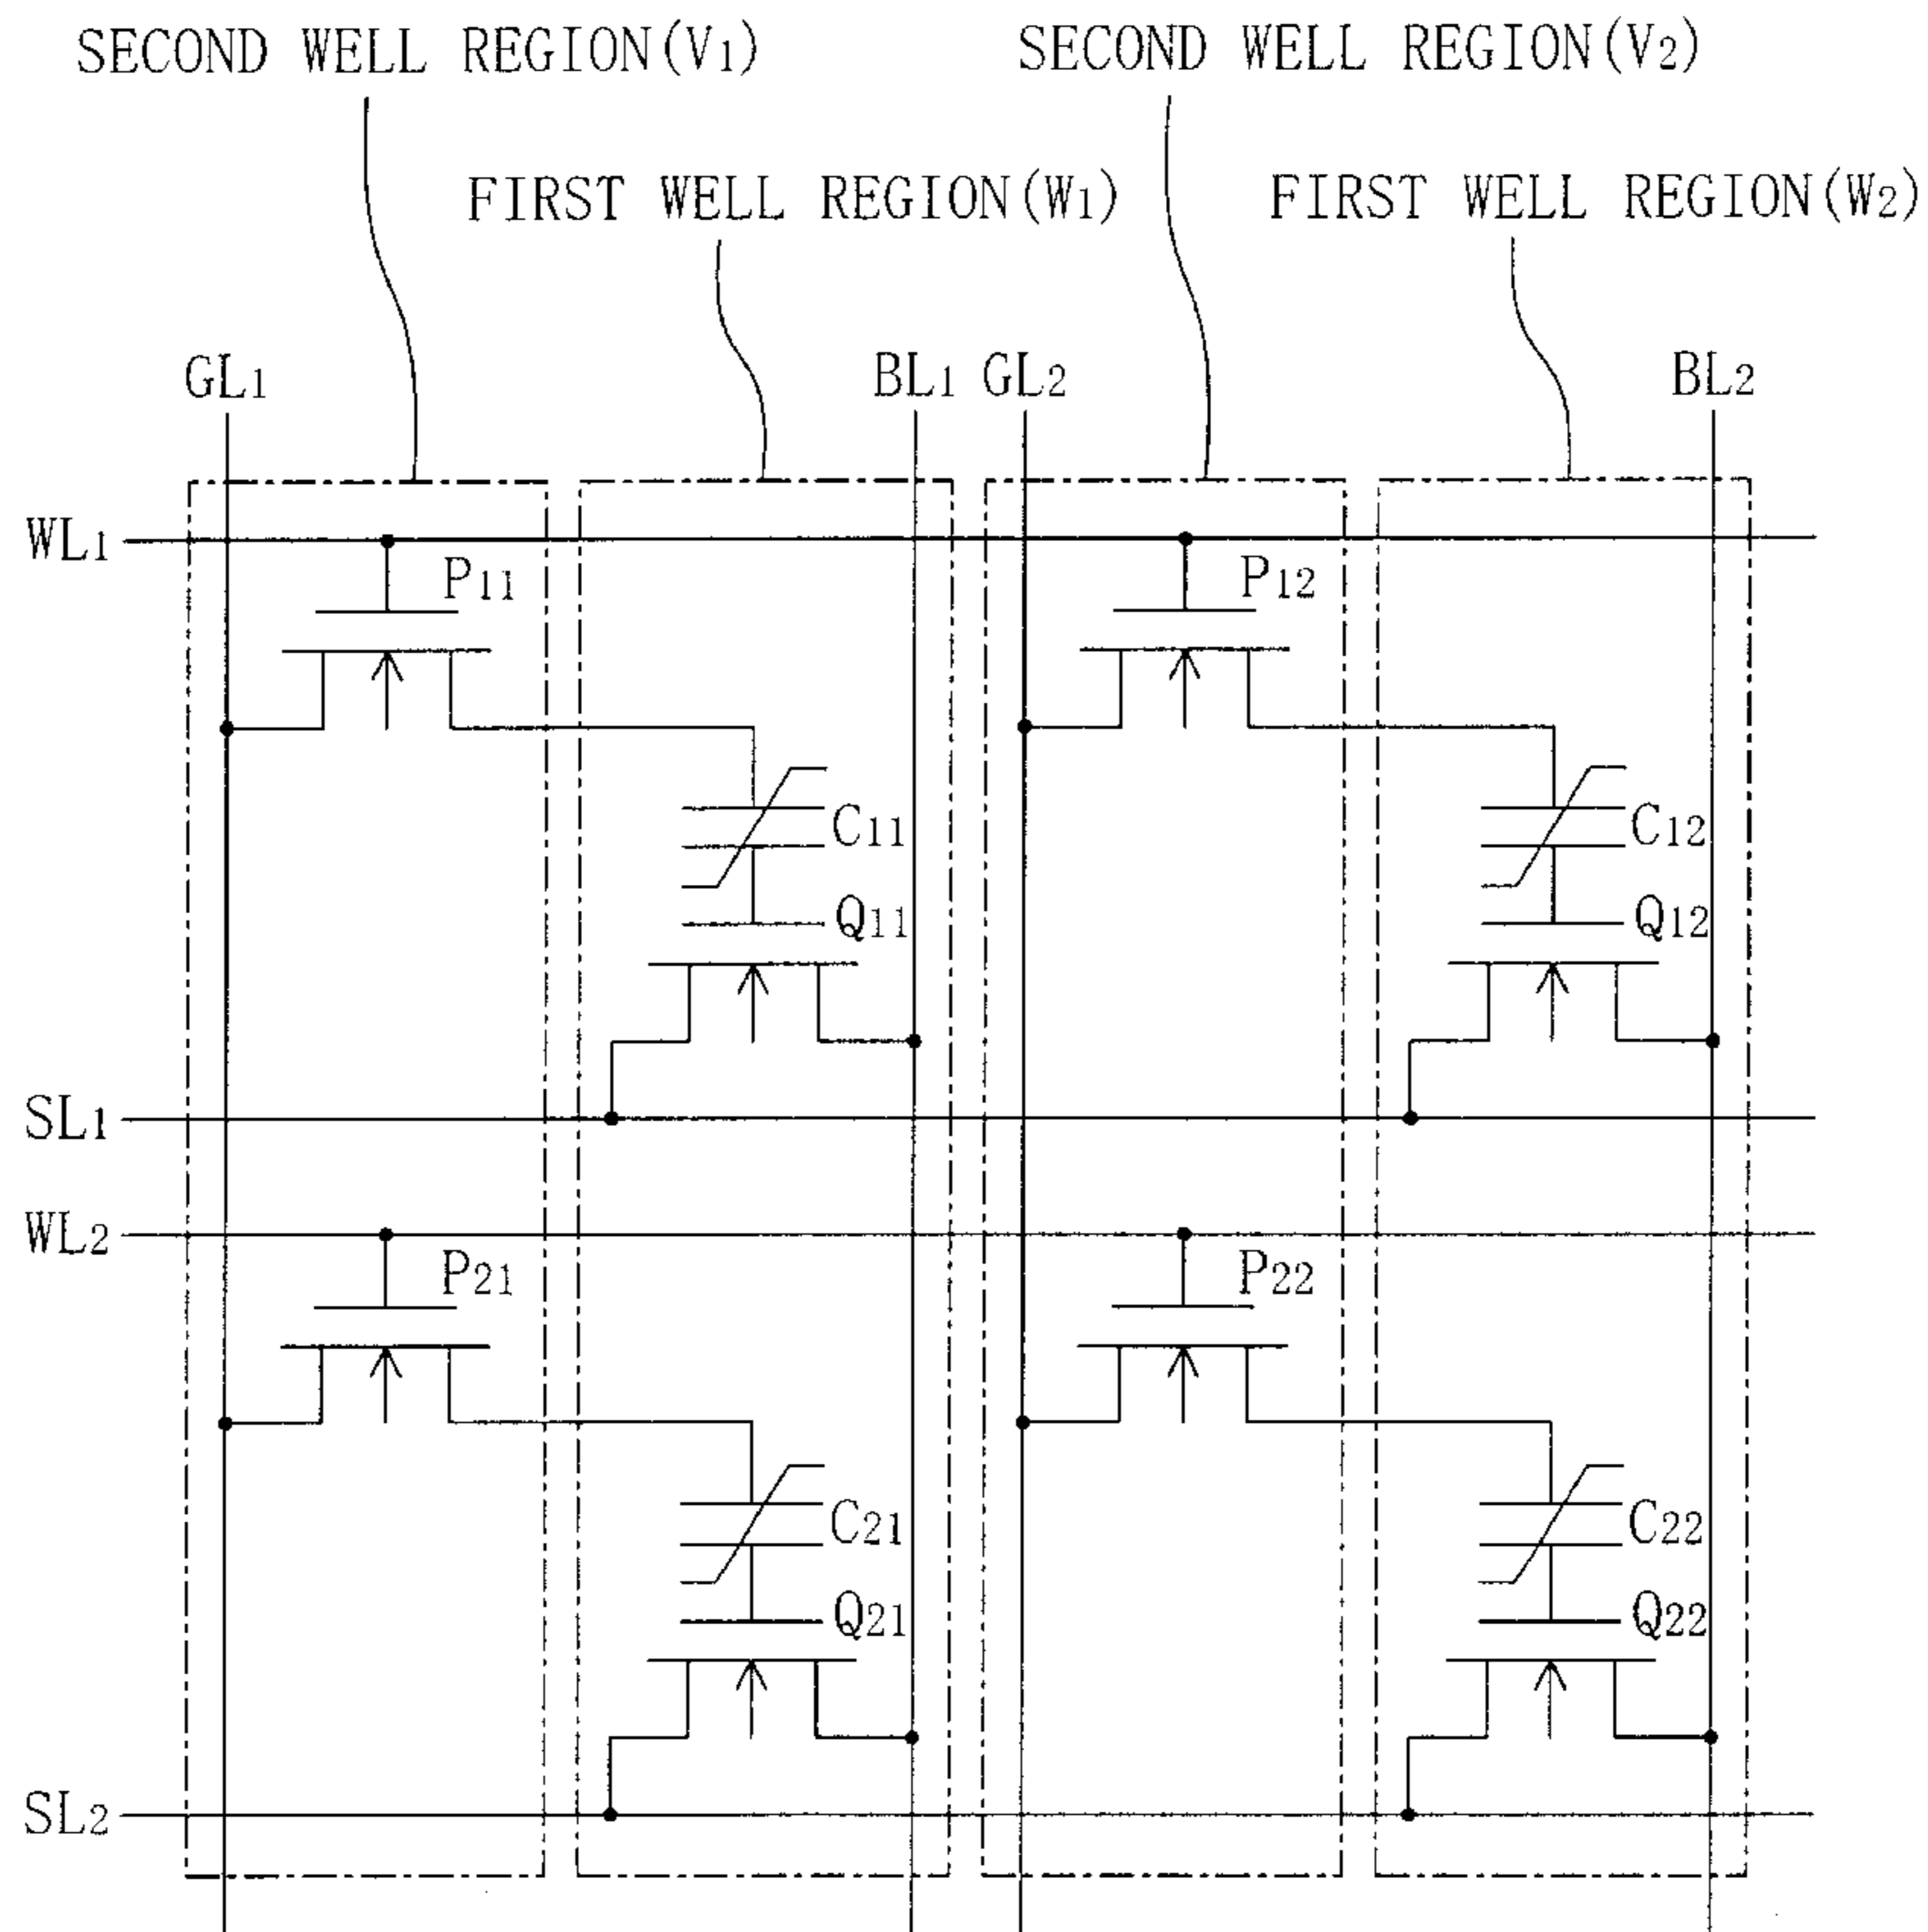 SECOND WELL REGION(V1) SECOND WELL REGION(V2)
FIRST WELL REGION(W1) FIRST WELL REGION(W2)
GL1 BL1 GL2 BL2
WL1
P11 P12
C11 C12
Q11 Q12
SL1
WL2
P21 P22
C21 C22
Q21 Q22
SL2